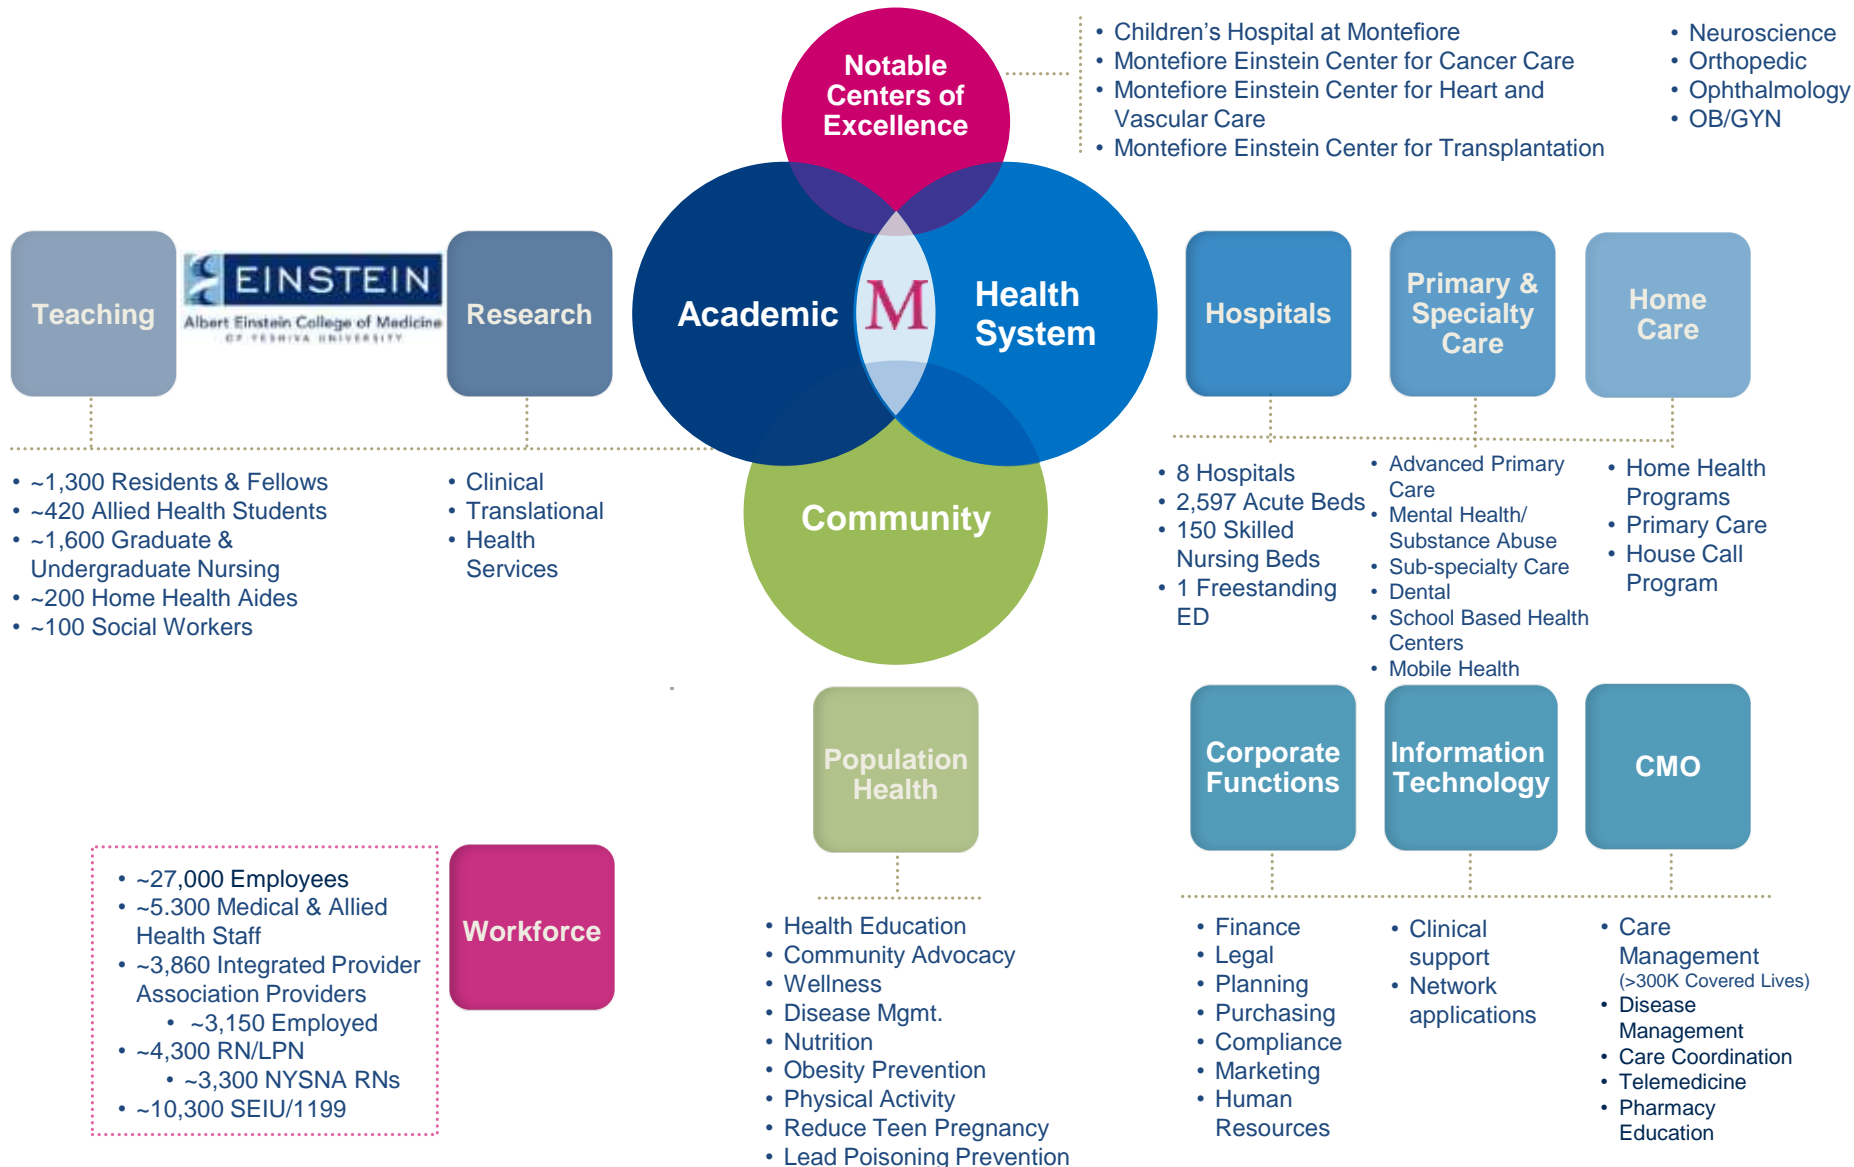 Notable
Centers of
Excellence
• Children's Hospital at Montefiore
• Montefiore Einstein Center for Cancer Care
• Montefiore Einstein Center for Heart and
Vascular Care
• Montefiore Einstein Center for Transplantation
• Neuroscience
• Orthopedic
• Ophthalmology
• OB/GYN
Academic
M
Health
System
Community
Teaching
EINSTEIN
Albert Einstein College of Medicine
OF YESHIVA UNIVERSITY
Research
• ~1,300 Residents & Fellows
• ~420 Allied Health Students
• ~1,600 Graduate &
Undergraduate Nursing
• ~200 Home Health Aides
• ~100 Social Workers
• Clinical
• Translational
• Health
Services
Hospitals
Primary &
Specialty
Care
Home
Care
• 8 Hospitals
• 2,597 Acute Beds
• 150 Skilled
Nursing Beds
• 1 Freestanding
ED
• Advanced Primary
Care
• Mental Health/
Substance Abuse
• Sub-specialty Care
• Dental
• School Based Health
Centers
• Mobile Health
• Home Health
Programs
• Primary Care
• House Call
Program
• ~27,000 Employees
• ~5.300 Medical & Allied
Health Staff
• ~3,860 Integrated Provider
Association Providers
• ~3,150 Employed
• ~4,300 RN/LPN
• ~3,300 NYSNA RNs
• ~10,300 SEIU/1199
Workforce
Population
Health
• Health Education
• Community Advocacy
• Wellness
• Disease Mgmt.
• Nutrition
• Obesity Prevention
• Physical Activity
• Reduce Teen Pregnancy
• Lead Poisoning Prevention
Corporate
Functions
Information
Technology
CMO
• Finance
• Legal
• Planning
• Purchasing
• Compliance
• Marketing
• Human
Resources
• Clinical
support
• Network
applications
• Care
Management
(>300K Covered Lives)
• Disease
Management
• Care Coordination
• Telemedicine
• Pharmacy
Education